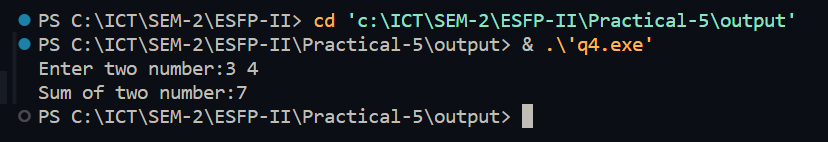 PS C:\ICT\SEM-2\ESFP-II> cd 'c:\ICT\SEM-2\ESFP-II\Practical-5\output'
PS C:\ICT\SEM-2\ESFP-II\Practical-5\output> & .\'q4.exe'
Enter two number:3 4
Sum of two number:7
PS C:\ICT\SEM-2\ESFP-II\Practical-5\output>